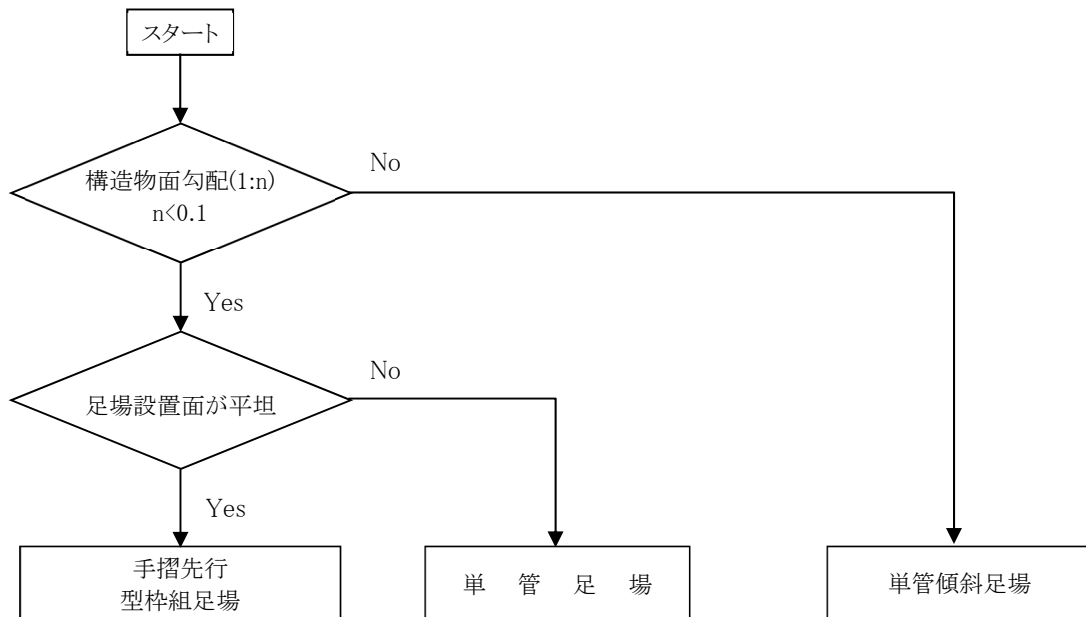 スタート
構造物面勾配(1:n)
n<0.1
No
Yes
足場設置面が平坦
No
Yes
手摺先行
型枠組足場
単管足場
単管傾斜足場